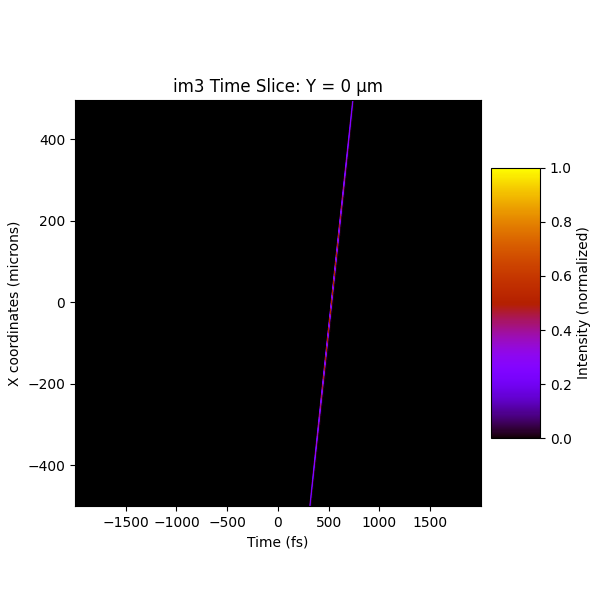 im3 Time Slice: Y = 0 μm
400
200
0
−200
−400
X coordinates (microns)
−1500 −1000 −500 0 500 1000 1500
Time (fs)
1.0
0.8
0.6
0.4
0.2
0.0
Intensity (normalized)